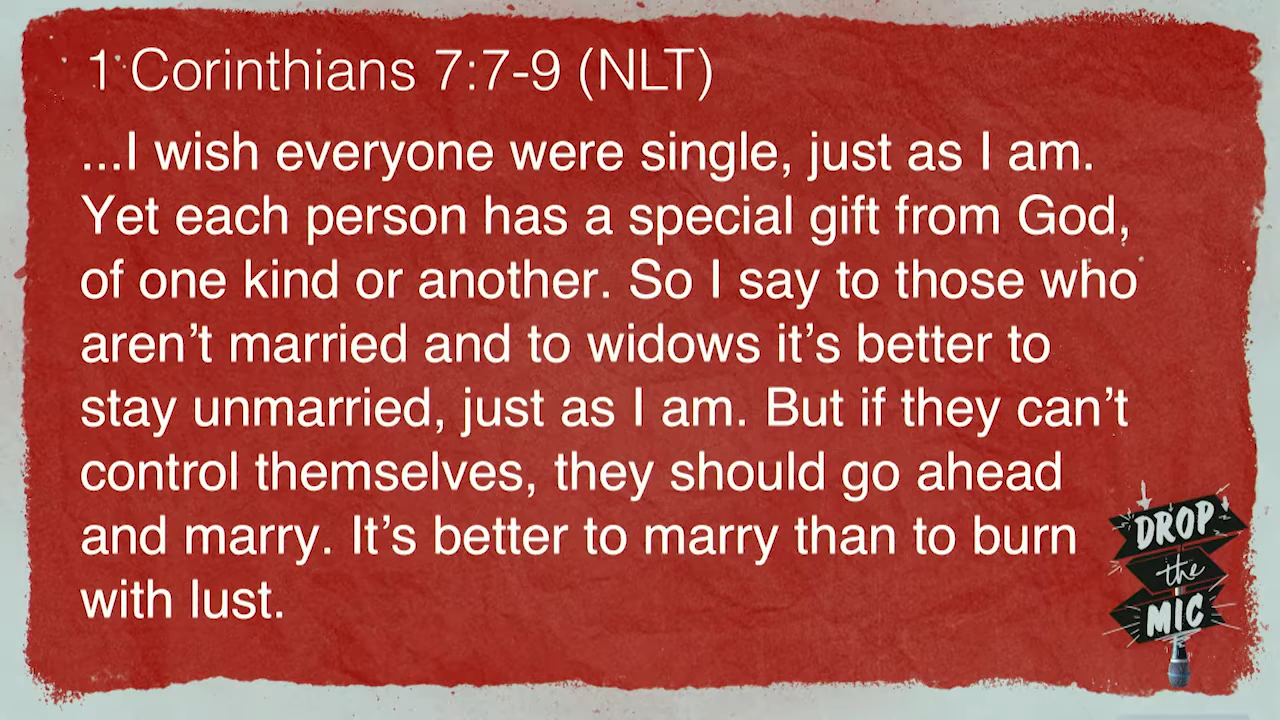 1 Corinthians 7:7-9 (NLT)
...I wish everyone were single, just as I am.
Yet each person has a special gift from God,
of one kind or another. So I say to those who
aren’t married and to widows it’s better to
stay unmarried, just as I am. But if they can’t
control themselves, they should go ahead
and marry. It’s better to marry than to burn
with lust.
DROP
the
MIC